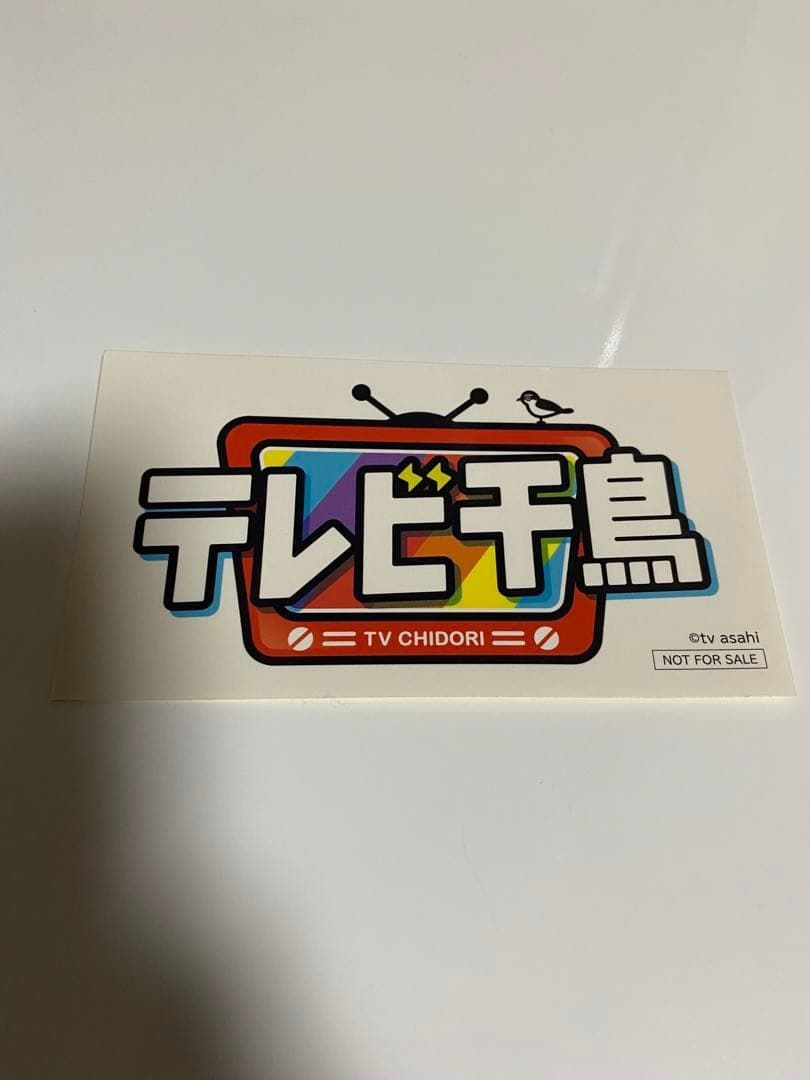 テレビ千鳥
TV CHIDORI
©tv asahi
NOT FOR SALE